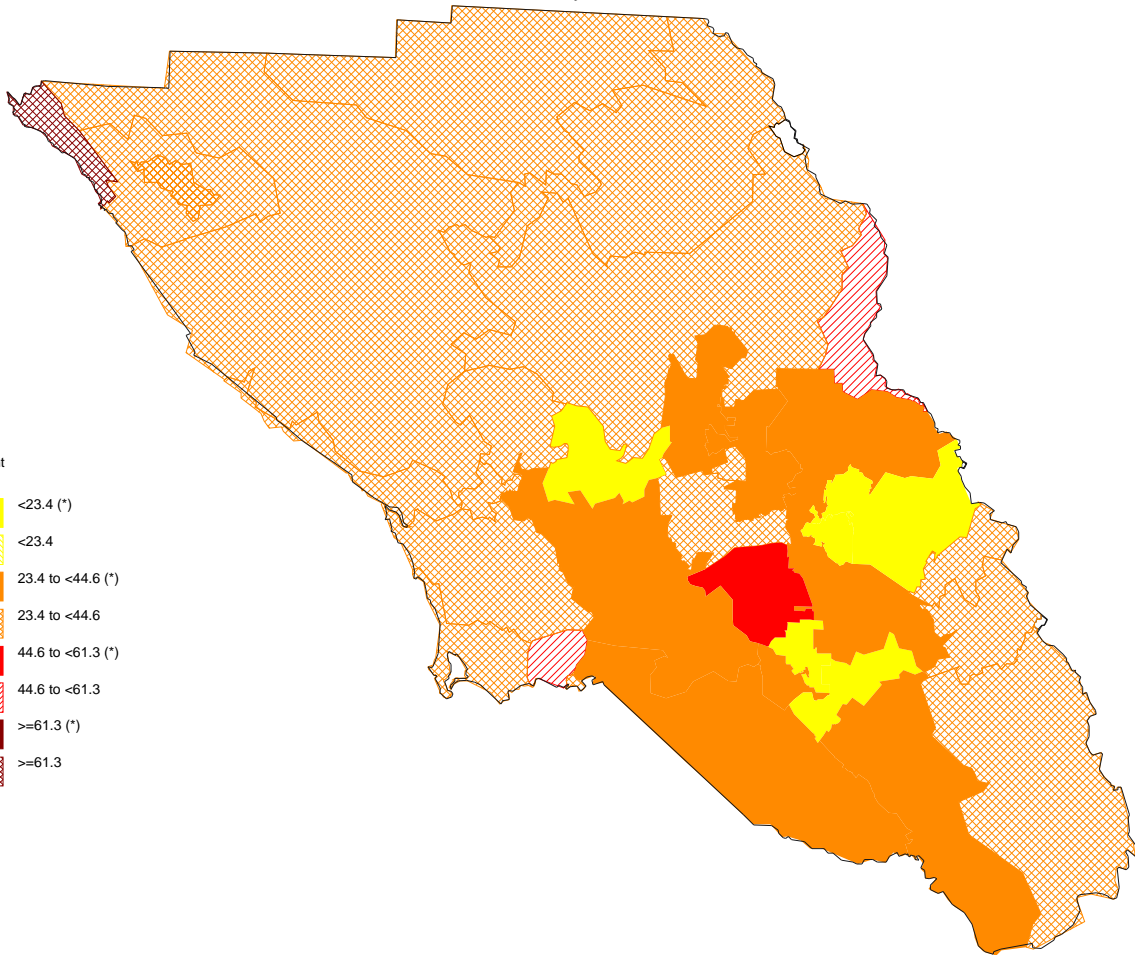 <23.4 (*)
<23.4
23.4 to <44.6 (*)
23.4 to <44.6
44.6 to <61.3 (*)
44.6 to <61.3
>=61.3 (*)
>=61.3